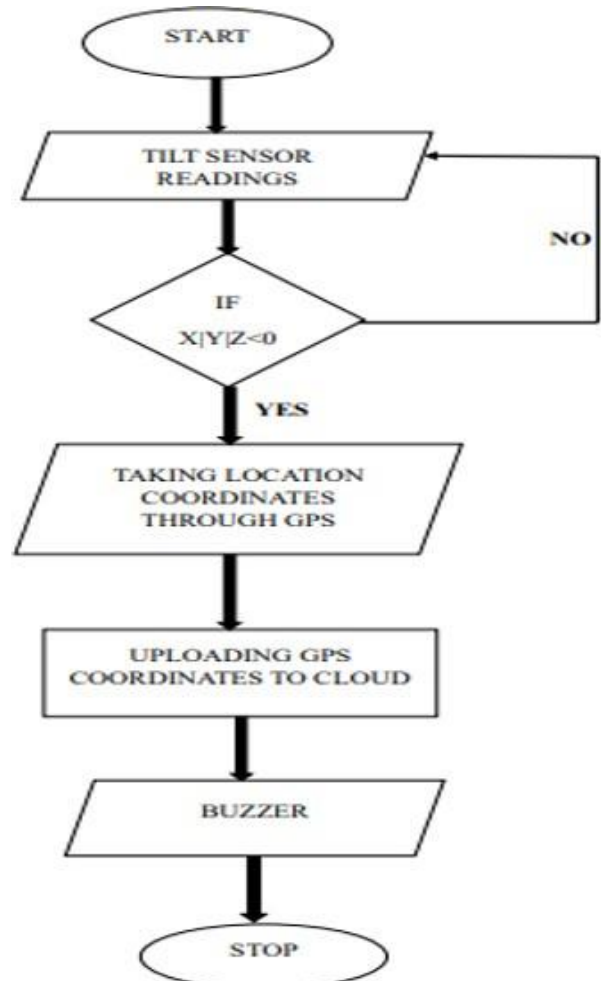 START
TILT SENSOR
READINGS
NO
IF
X|Y|Z<0
YES
TAKING LOCATION
COORDINATES
THROUGH GPS
UPLOADING GPS
COORDINATES TO CLOUD
BUZZER
STOP